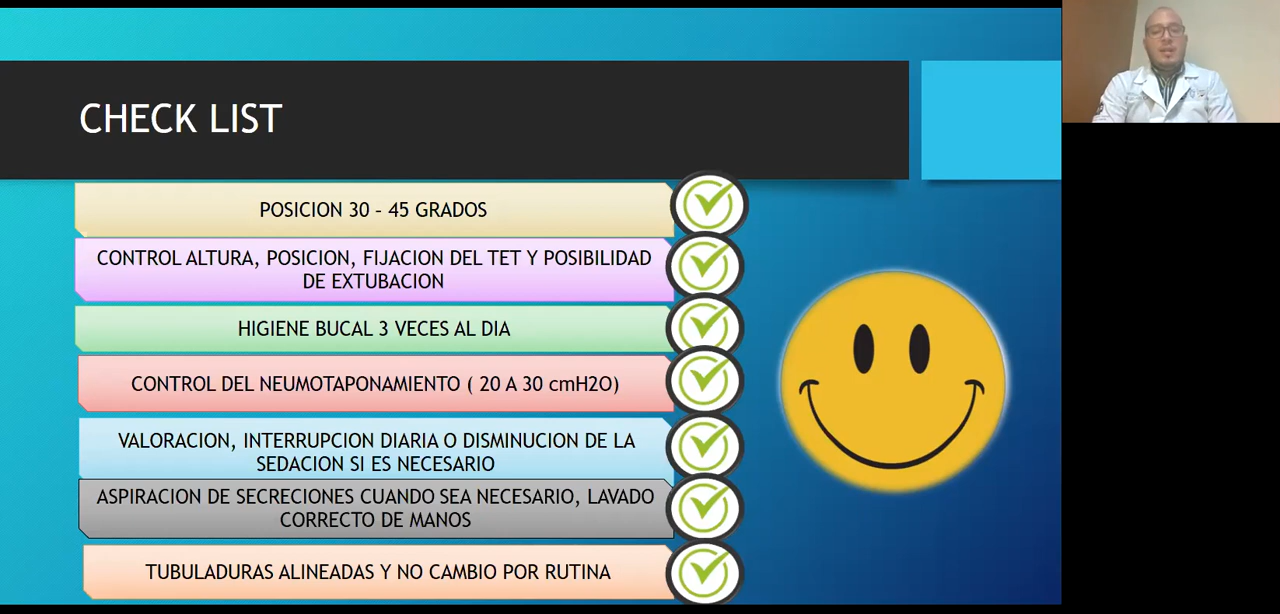 CHECK LIST
POSICION 30 – 45 GRADOS
CONTROL ALTURA, POSICION, FIJACION DEL TET Y POSIBILIDAD
DE EXTUBACION
HIGIENE BUCAL 3 VECES AL DIA
CONTROL DEL NEUMOTAPONAMIENTO ( 20 A 30 cmH2O)
VALORACION, INTERRUPCION DIARIA O DISMINUCION DE LA
SEDACION SI ES NECESARIO
ASPIRACION DE SECRECIONES CUANDO SEA NECESARIO, LAVADO
CORRECTO DE MANOS
TUBULADURAS ALINEADAS Y NO CAMBIO POR RUTINA